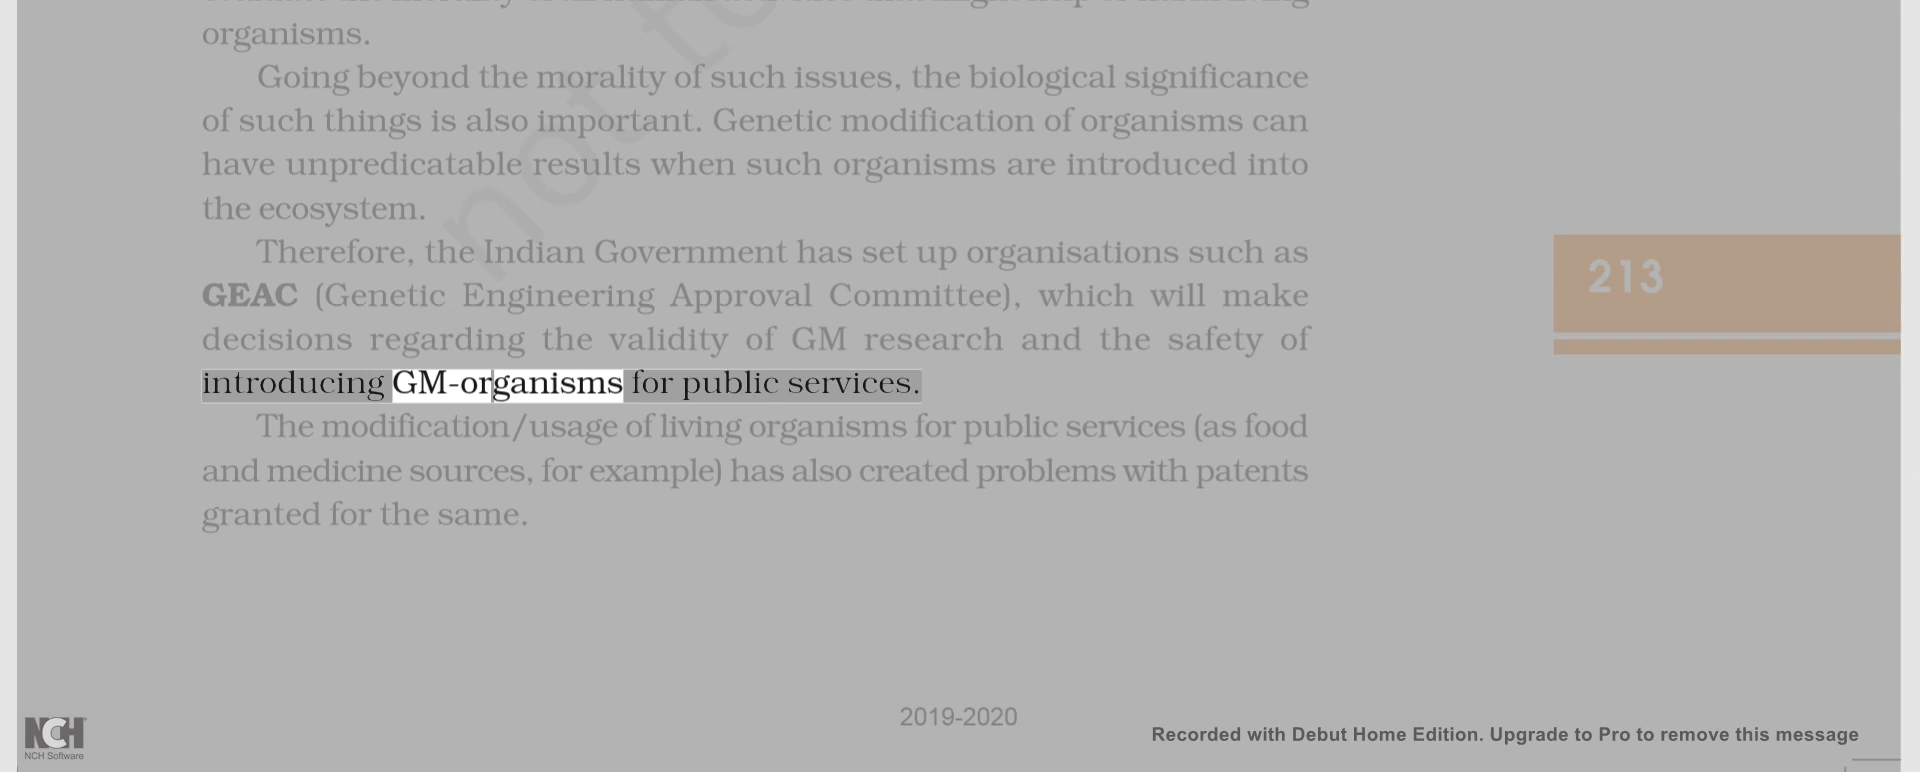 organisms.
Going beyond the morality of such issues, the biological significance
of such things is also important. Genetic modification of organisms can
have unpredicatable results when such organisms are introduced into
the ecosystem.
Therefore, the Indian Government has set up organisations such as
GEAC (Genetic Engineering Approval Committee), which will make
decisions regarding the validity of GM research and the safety of
introducing GM-organisms for public services.
The modification/usage of living organisms for public services (as food
and medicine sources, for example) has also created problems with patents
granted for the same.
213
not to
2019-2020
NCH
NCH Software
Recorded with Debut Home Edition. Upgrade to Pro to remove this message